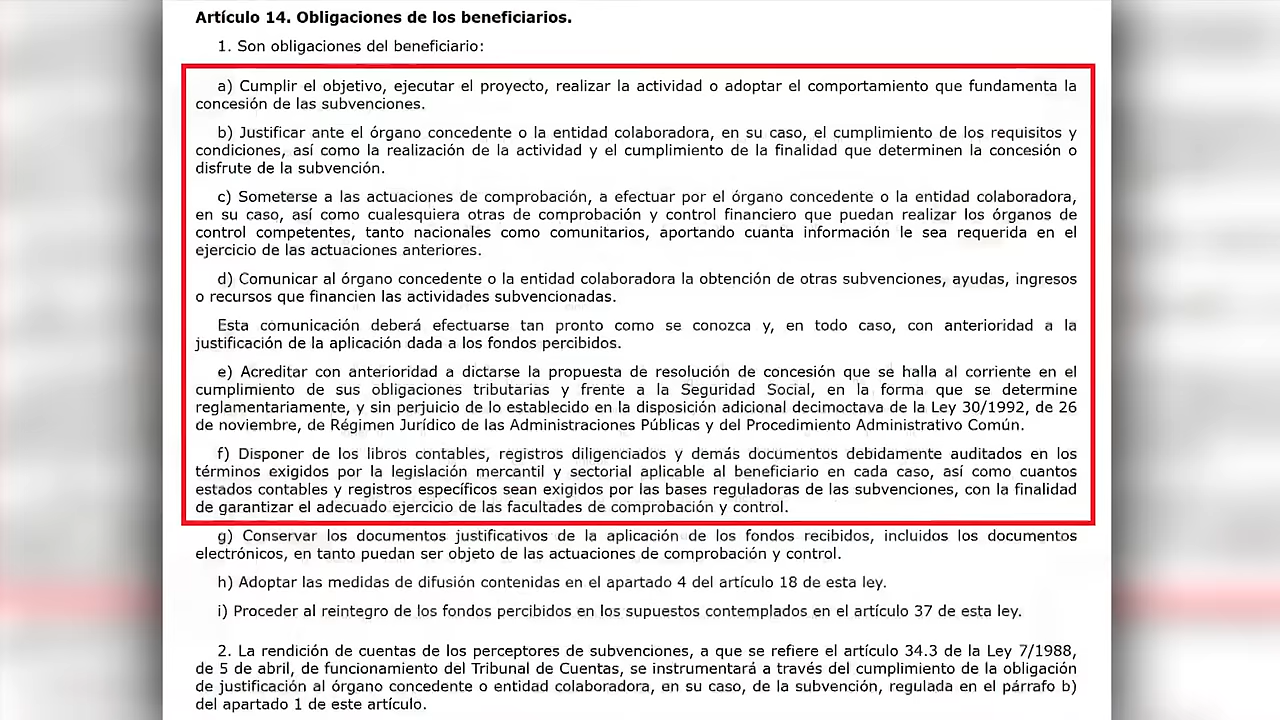 Artículo 14. Obligaciones de los beneficiarios.
1. Son obligaciones del beneficiario:
a) Cumplir el objetivo, ejecutar el proyecto, realizar la actividad o adoptar el comportamiento que fundamenta la
concesión de las subvenciones.
b) Justificar ante el órgano concedente o la entidad colaboradora, en su caso, el cumplimiento de los requisitos y
condiciones, así como la realización de la actividad y el cumplimiento de la finalidad que determinen la concesión o
disfrute de la subvención.
c) Someterse a las actuaciones de comprobación, a efectuar por el órgano concedente o la entidad colaboradora,
en su caso, así como cualesquiera otras de comprobación y control financiero que puedan realizar los órganos de
control competentes, tanto nacionales como comunitarios, aportando cuanta información le sea requerida en el
ejercicio de las actuaciones anteriores.
d) Comunicar al órgano concedente o la entidad colaboradora la obtención de otras subvenciones, ayudas, ingresos
o recursos que financien las actividades subvencionadas.
Esta comunicación deberá efectuarse tan pronto como se conozca y, en todo caso, con anterioridad a la
justificación de la aplicación dada a los fondos percibidos.
e) Acreditar con anterioridad a dictarse la propuesta de resolución de concesión que se halla al corriente en el
cumplimiento de sus obligaciones tributarias y frente a la Seguridad Social, en la forma que se determine
reglamentariamente, y sin perjuicio de lo establecido en la disposición adicional decimoctava de la Ley 30/1992, de 26
de noviembre, de Régimen Jurídico de las Administraciones Públicas y del Procedimiento Administrativo Común.
f) Disponer de los libros contables, registros diligenciados y demás documentos debidamente auditados en los
términos exigidos por la legislación mercantil y sectorial aplicable al beneficiario en cada caso, así como cuantos
estados contables y registros específicos sean exigidos por las bases reguladoras de las subvenciones, con la finalidad
de garantizar el adecuado ejercicio de las facultades de comprobación y control.
g) Conservar los documentos justificativos de la aplicación de los fondos recibidos, incluidos los documentos
electrónicos, en tanto puedan ser objeto de las actuaciones de comprobación y control.
h) Adoptar las medidas de difusión contenidas en el apartado 4 del artículo 18 de esta ley.
i) Proceder al reintegro de los fondos percibidos en los supuestos contemplados en el artículo 37 de esta ley.
2. La rendición de cuentas de los perceptores de subvenciones, a que se refiere el artículo 34.3 de la Ley 7/1988,
de 5 de abril, de funcionamiento del Tribunal de Cuentas, se instrumentará a través del cumplimiento de la obligación
de justificación al órgano concedente o entidad colaboradora, en su caso, de la subvención, regulada en el párrafo b)
del apartado 1 de este artículo.